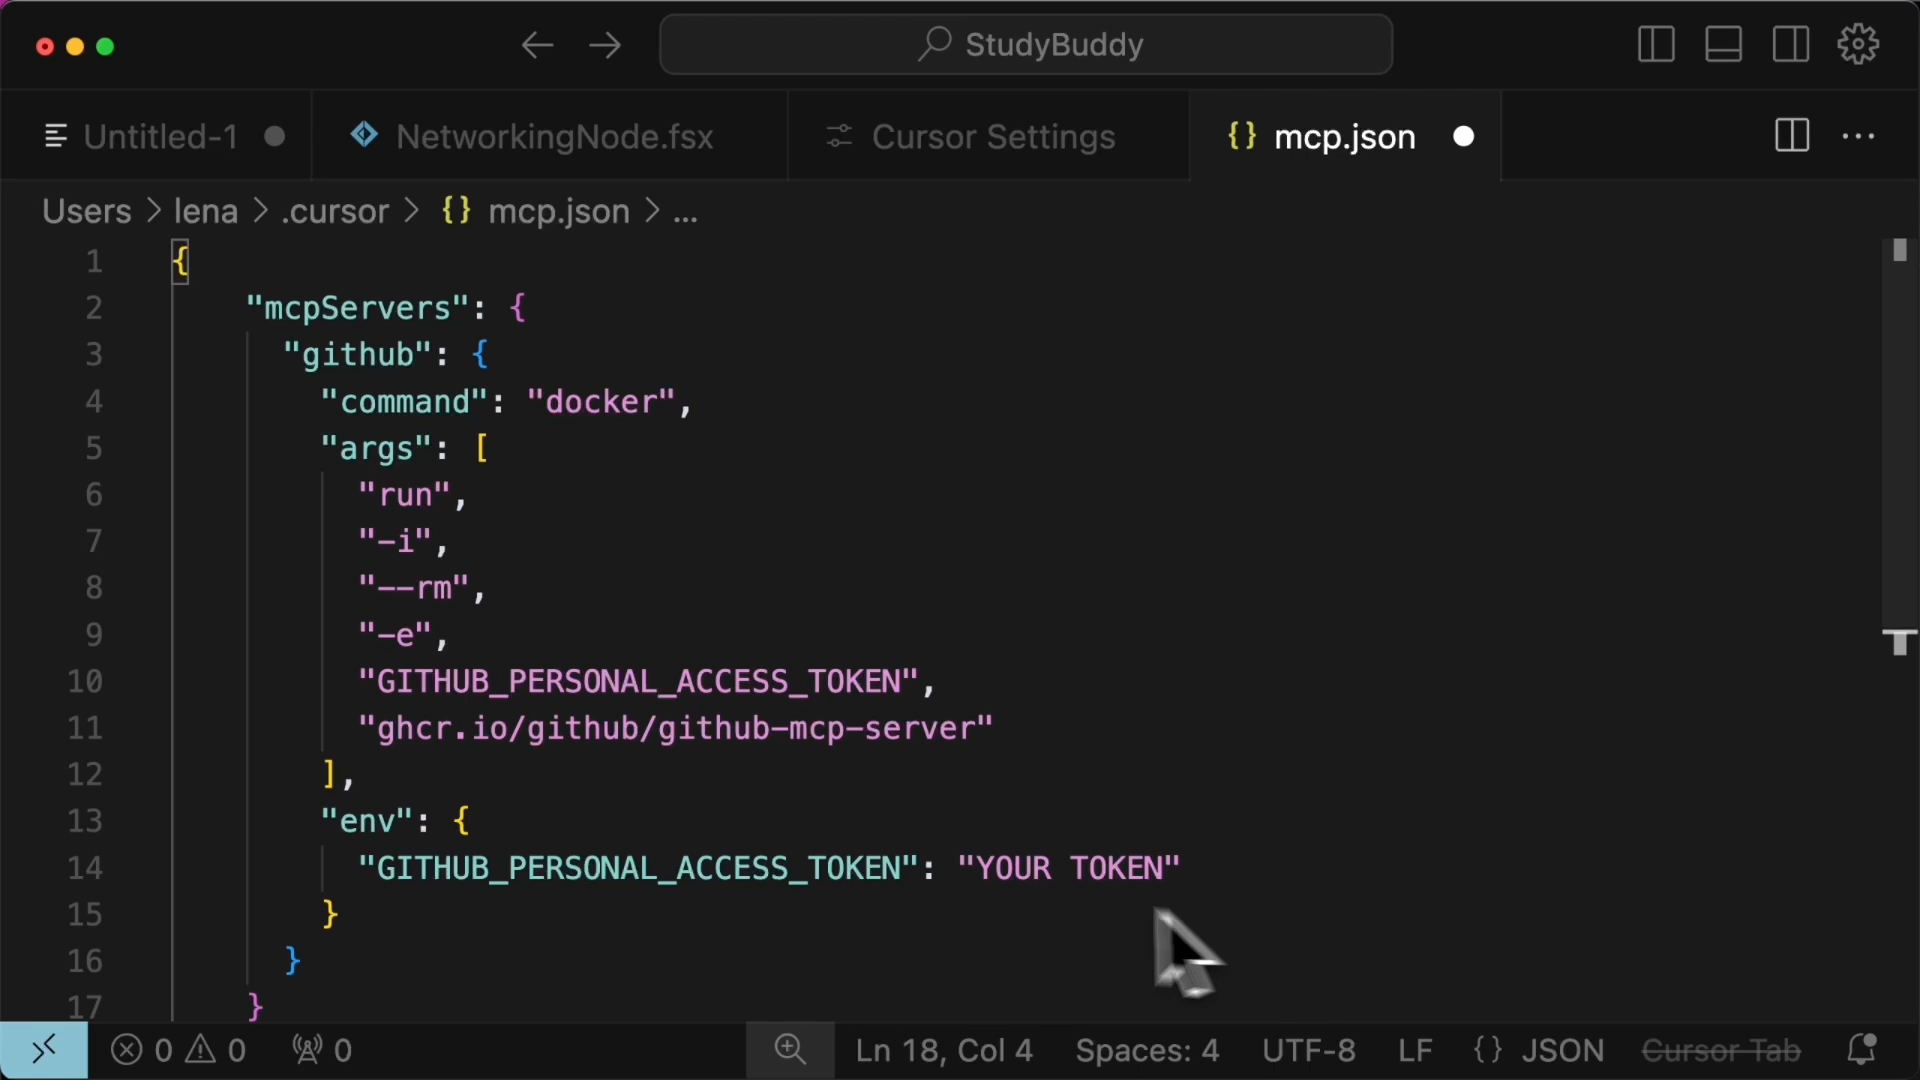 StudyBuddy
Untitled-1 NetworkingNode.fsx Cursor Settings {} mcp.json
Users > lena > .cursor > {} mcp.json > ...
1 {
2 "mcpServers": {
3 "github": {
4 "command": "docker",
5 "args": [
6 "run",
7 "-i",
8 "--rm",
9 "-e",
10 "GITHUB_PERSONAL_ACCESS_TOKEN",
11 "ghcr.io/github/github-mcp-server"
12 ],
13 "env": {
14 "GITHUB_PERSONAL_ACCESS_TOKEN": "YOUR TOKEN"
15 }
16 }
17 }
0 0 0 Ln 18, Col 4 Spaces: 4 UTF-8 LF {} JSON Cursor Tab